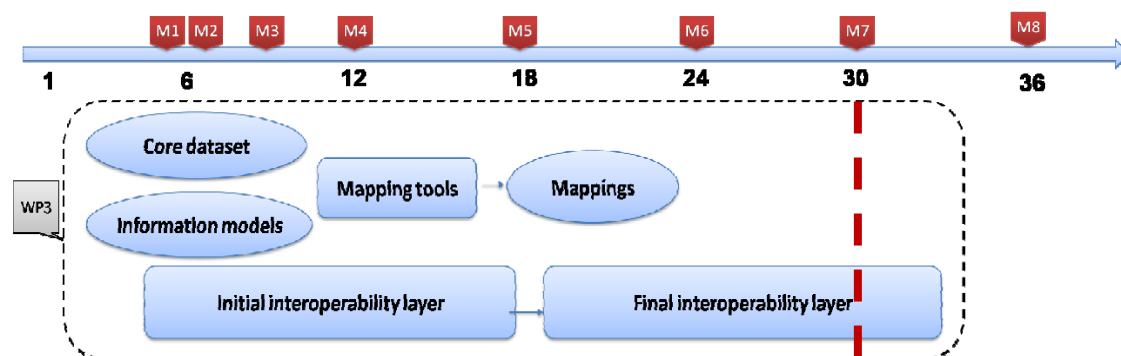 M1 M2 M3 M4 M5 M6 M7 M8
1 6 12 18 24 30 36
Core dataset
Mapping tools
Mappings
WP3
Information models
Initial interoperability layer
Final interoperability layer